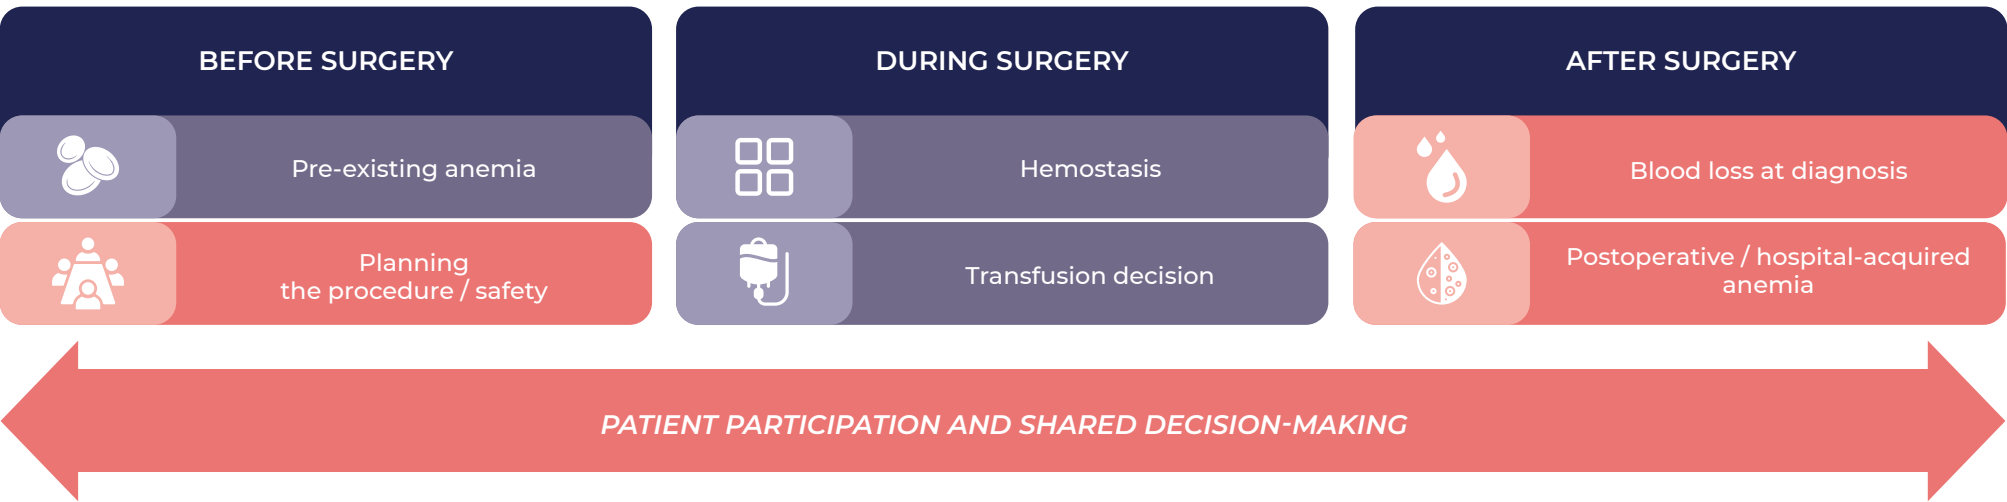 BEFORE SURGERY
Pre-existing anemia
Planning
the procedure / safety
DURING SURGERY
Hemostasis
Transfusion decision
AFTER SURGERY
Blood loss at diagnosis
Postoperative / hospital-acquired
anemia
PATIENT PARTICIPATION AND SHARED DECISION-MAKING